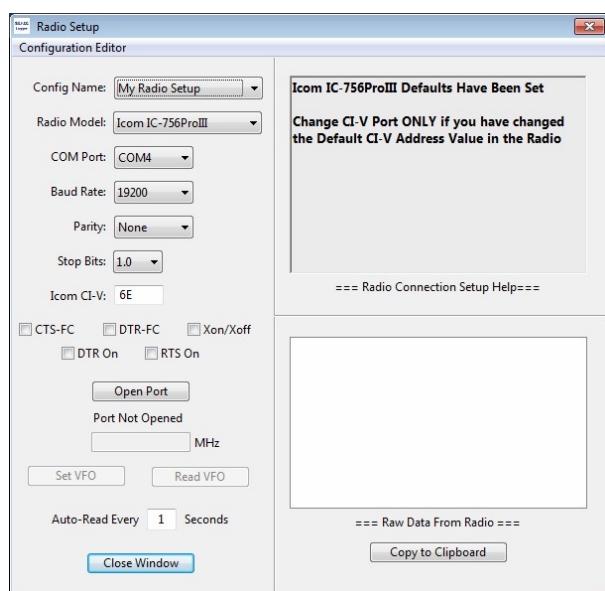 Radio Setup
Configuration Editor
Config Name: My Radio Setup
Radio Model: Icom IC-756ProIII
COM Port: COM4
Baud Rate: 19200
Parity: None
Stop Bits: 1.0
Icom CI-V: 6E
CTS-FC DTR-FC Xon/Xoff
DTR On RTS On
Open Port
Port Not Opened
MHz
Set VFO Read VFO
Auto-Read Every 1 Seconds
Close Window
Icom IC-756ProIII Defaults Have Been Set
Change CI-V Port ONLY if you have changed
the Default CI-V Address Value in the Radio
=== Radio Connection Setup Help===
=== Raw Data From Radio ===
Copy to Clipboard